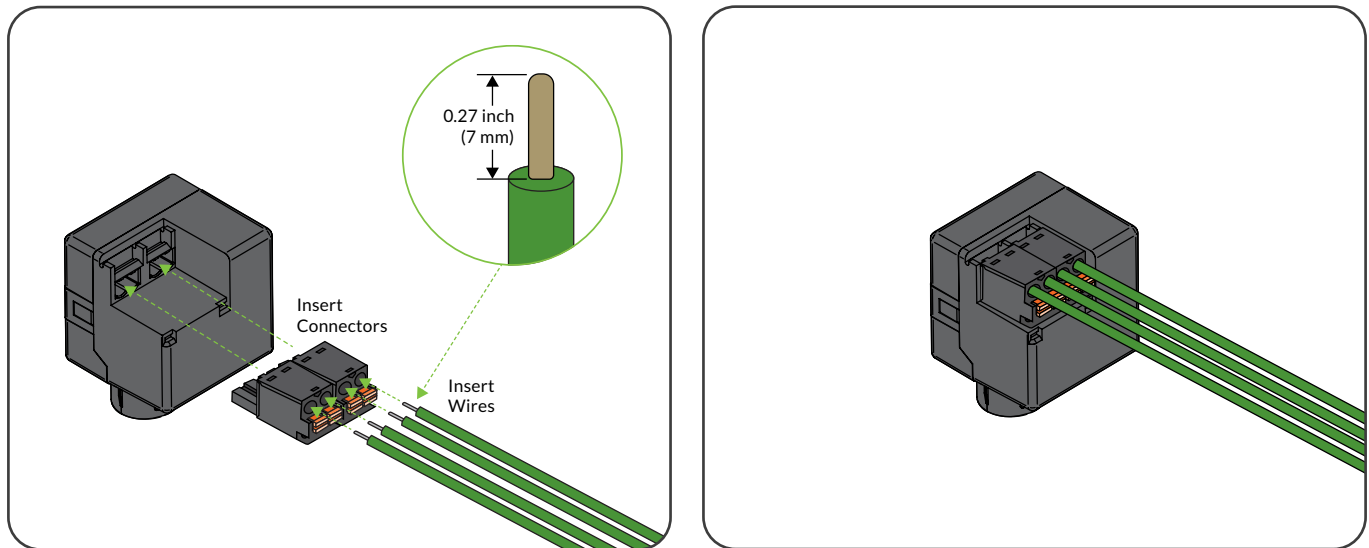 0.27 inch
(7 mm)
Insert
Connectors
Insert
Wires